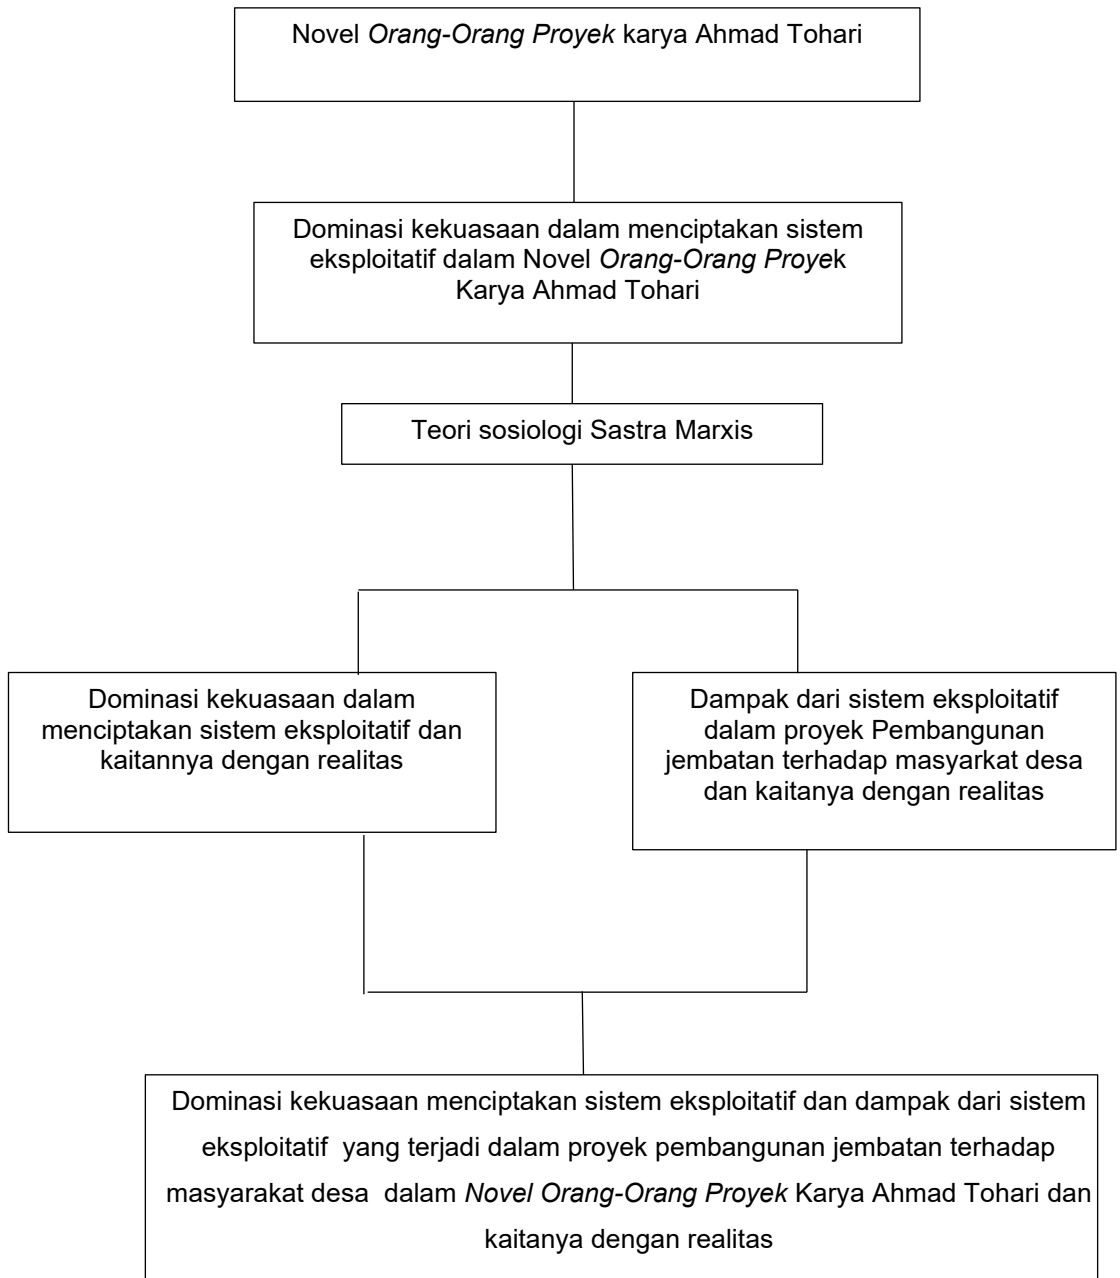 Novel Orang-Orang Proyek karya Ahmad Tohari
Dominasi kekuasaan dalam menciptakan sistem
eksploitatif dalam Novel Orang-Orang Proyek
Karya Ahmad Tohari
Teori sosiologi Sastra Marxis
Dominasi kekuasaan dalam
menciptakan sistem eksploitatif dan
kaitannya dengan realitas
Dampak dari sistem eksploitatif
dalam proyek Pembangunan
jembatan terhadap masyarkat desa
dan kaitanya dengan realitas
Dominasi kekuasaan menciptakan sistem eksploitatif dan dampak dari sistem
eksploitatif yang terjadi dalam proyek pembangunan jembatan terhadap
masyarakat desa dalam Novel Orang-Orang Proyek Karya Ahmad Tohari dan
kaitanya dengan realitas